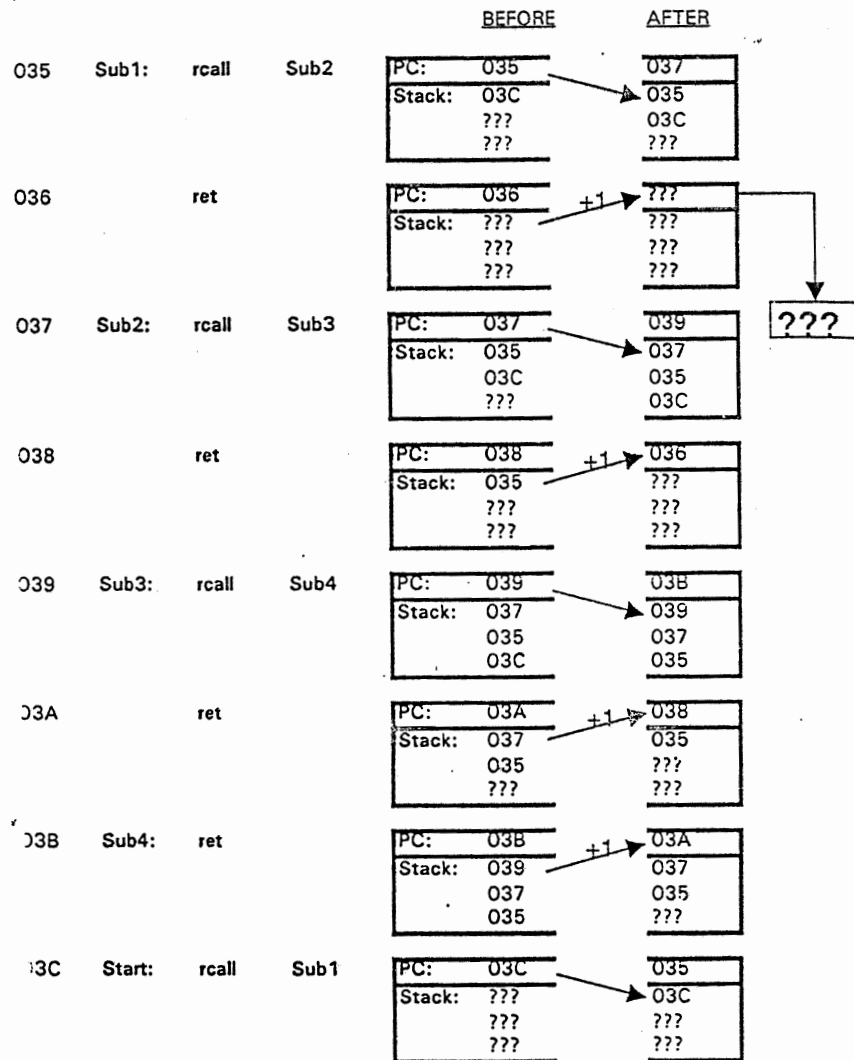 BEFORE AFTER
035 Sub1: rcall Sub2 PC: 035 037
Stack: 03C 035
??? 03C
??? ???
036 ret PC: 036 +1 ???
Stack: ??? ???
??? ???
??? ???
???
037 Sub2: rcall Sub3 PC: 037 039
Stack: 035 037
03C 035
??? 03C
038 ret PC: 038 +1 036
Stack: 035 ???
??? ???
??? ???
039 Sub3: rcall Sub4 PC: 039 03B
Stack: 037 039
035 037
03C 035
03A ret PC: 03A +1 038
Stack: 037 035
035 ???
??? ???
03B Sub4: ret PC: 03B +1 03A
Stack: 039 037
037 035
035 ???
03C Start: rcall Sub1 PC: 03C 035
Stack: ??? 03C
??? ???
??? ???